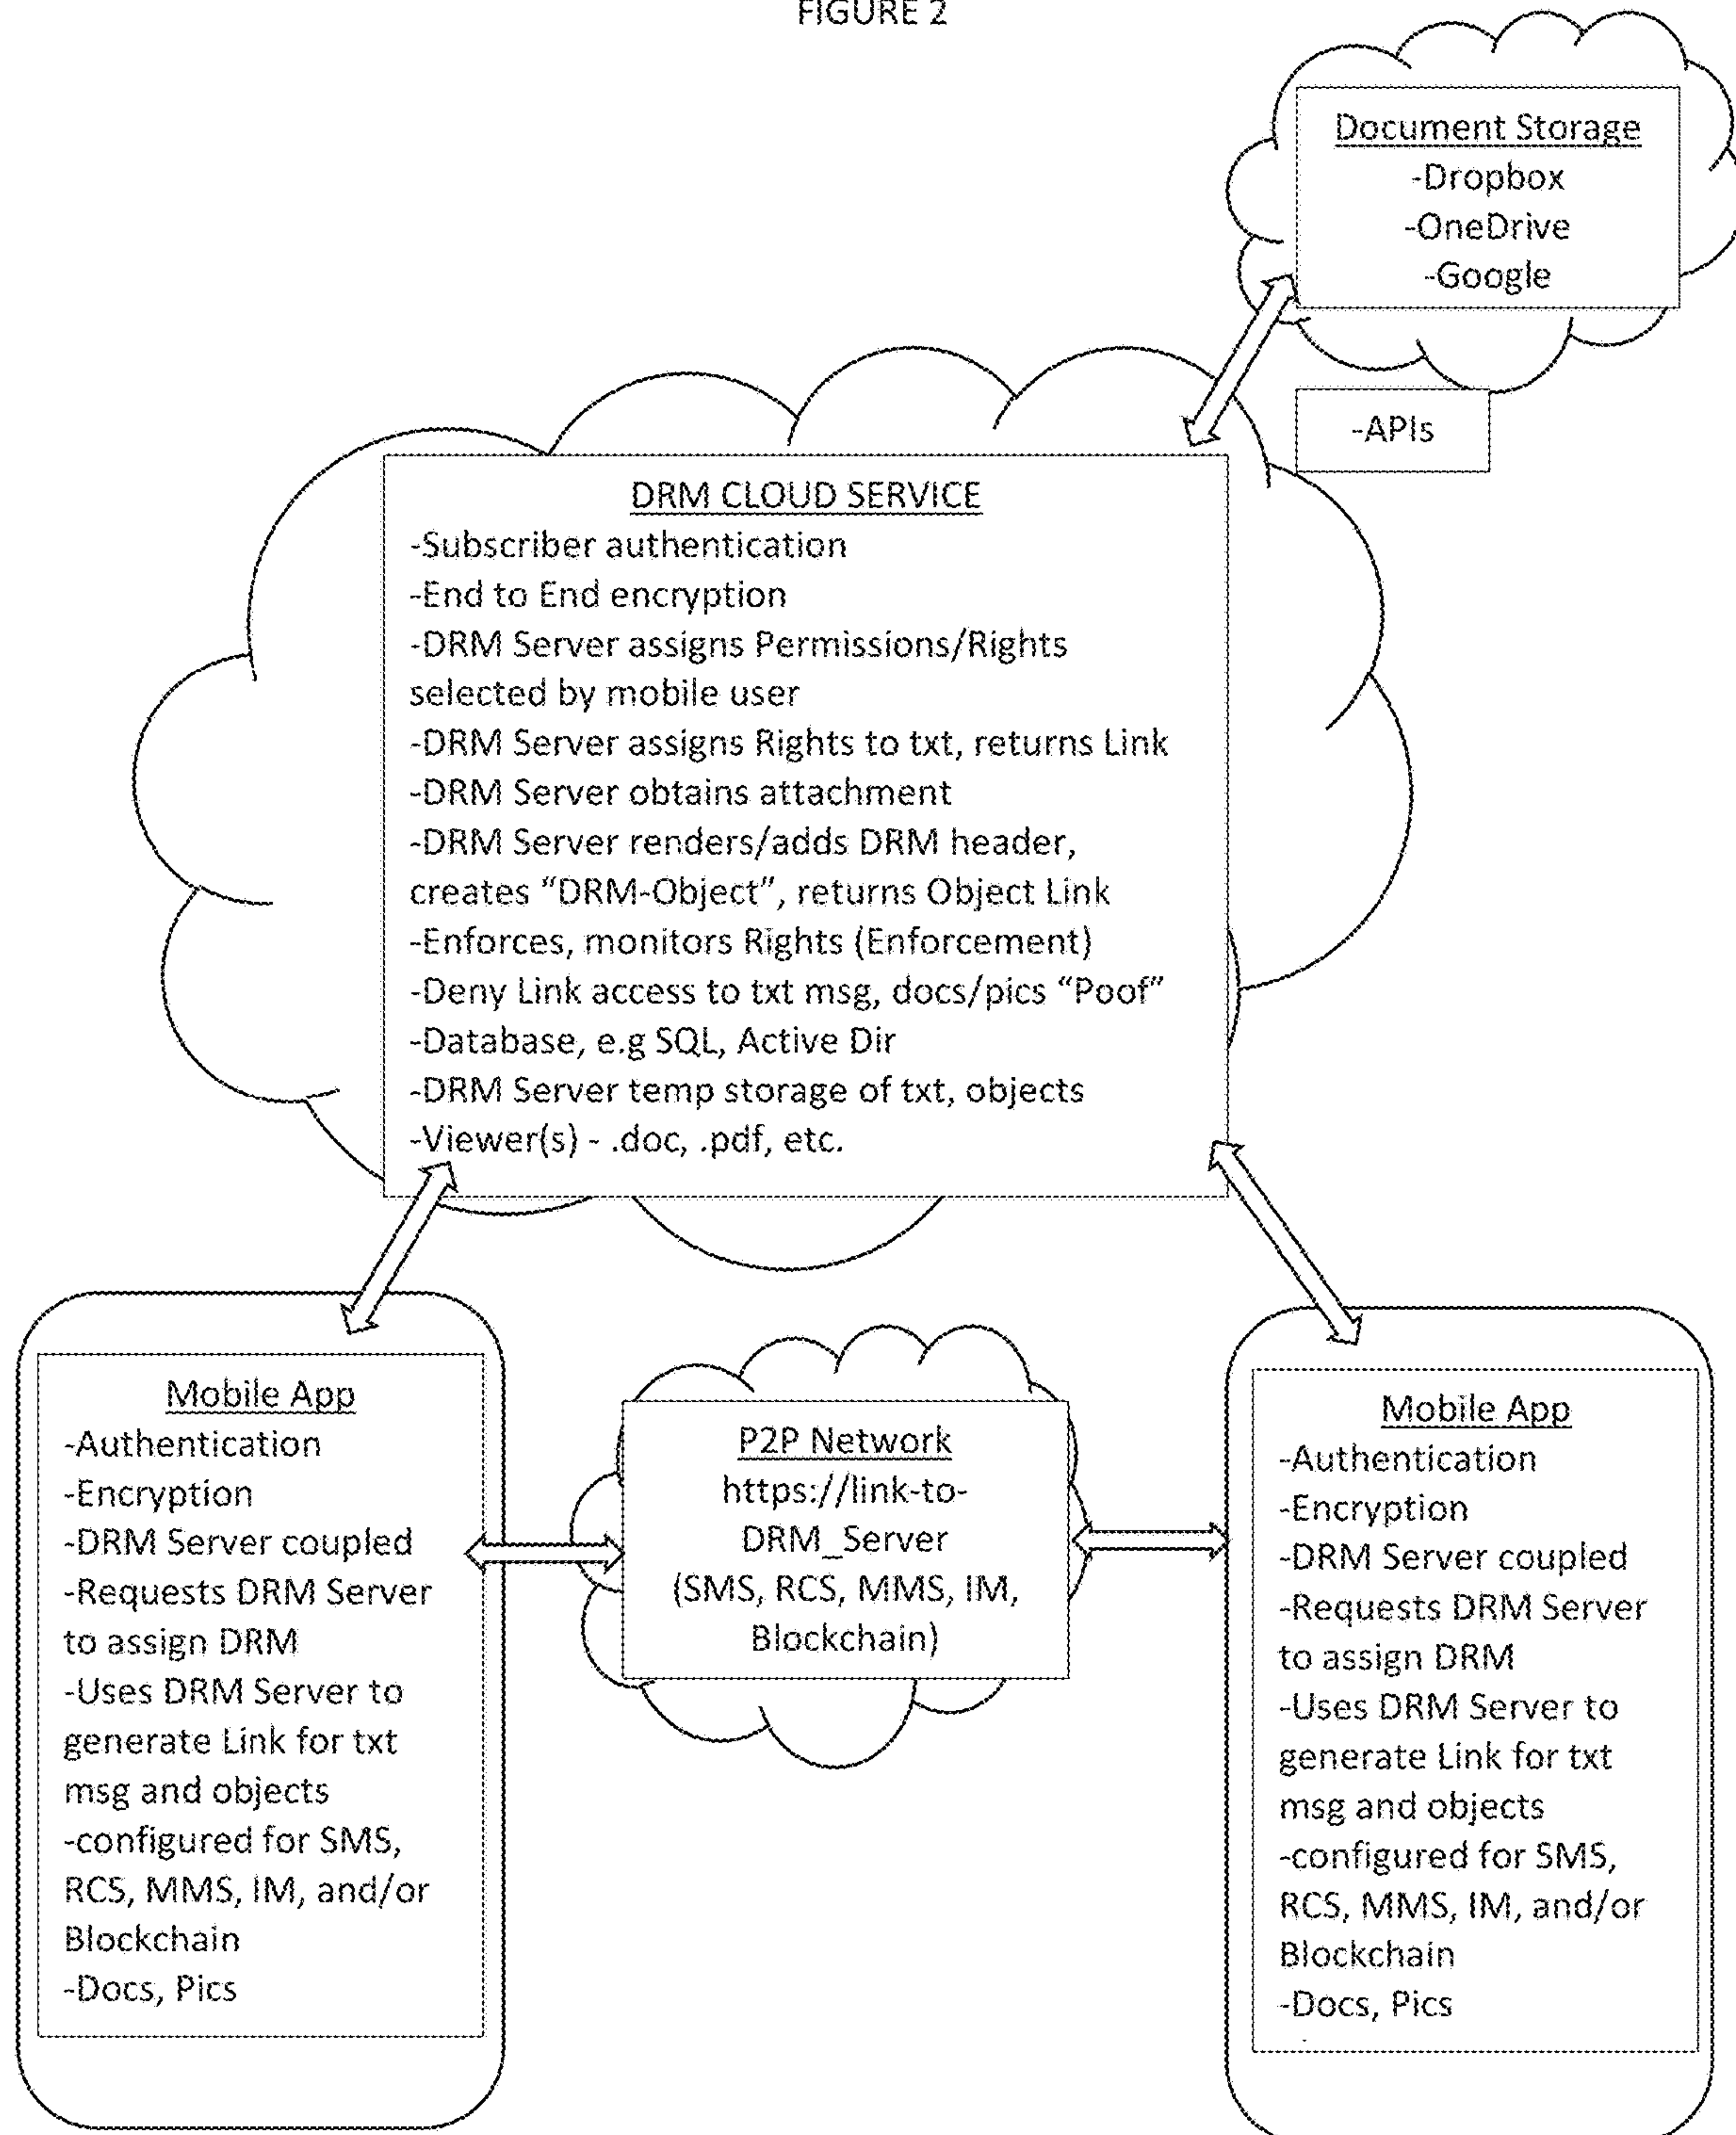 FIGURE 2
Document Storage
-Dropbox
-OneDrive
-Google
-APIs
DRM CLOUD SERVICE
-Subscriber authentication
-End to End encryption
-DRM Server assigns Permissions/Rights
selected by mobile user
-DRM Server assigns Rights to txt, returns Link
-DRM Server obtains attachment
-DRM Server renders/adds DRM header,
creates “DRM-Object”, returns Object Link
-Enforces, monitors Rights (Enforcement)
-Deny Link access to txt msg, docs/pics “Poof”
-Database, e.g SQL, Active Dir
-DRM Server temp storage of txt, objects
-Viewer(s) - .doc, .pdf, etc.
Mobile App
-Authentication
-Encryption
-DRM Server coupled
-Requests DRM Server
to assign DRM
-Uses DRM Server to
generate Link for txt
msg and objects
-configured for SMS,
RCS, MMS, IM, and/or
Blockchain
-Docs, Pics
P2P Network
https://link-to-
DRM_Server
(SMS, RCS, MMS, IM,
Blockchain)
Mobile App
-Authentication
-Encryption
-DRM Server coupled
-Requests DRM Server
to assign DRM
-Uses DRM Server to
generate Link for txt
msg and objects
-configured for SMS,
RCS, MMS, IM, and/or
Blockchain
-Docs, Pics